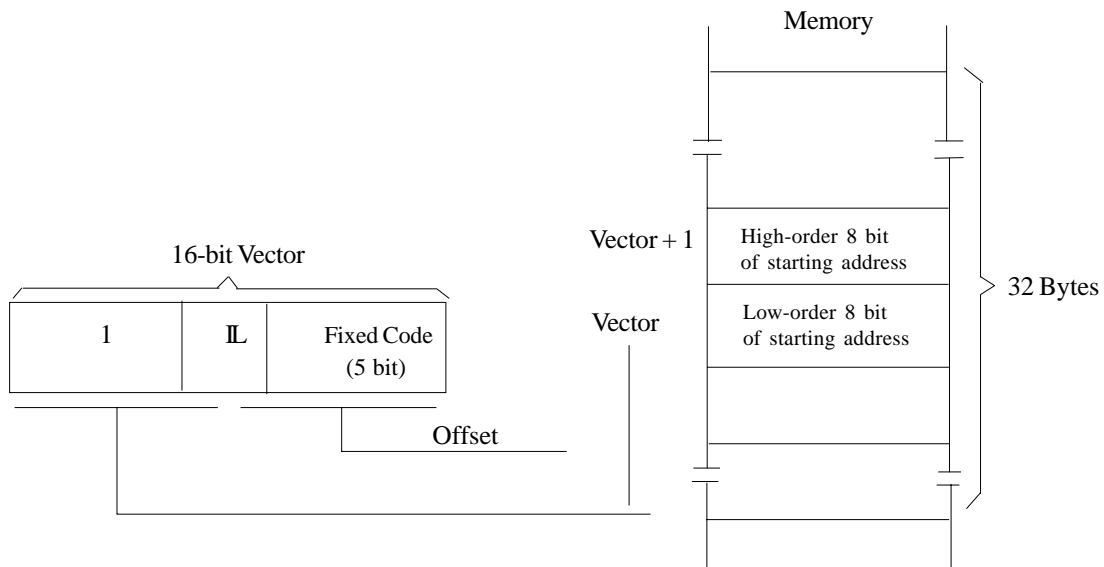 Memory
16-bit Vector
1
IL
Fixed Code
(5 bit)
Offset
Vector + 1
High-order 8 bit
of starting address
Vector
Low-order 8 bit
of starting address
32 Bytes